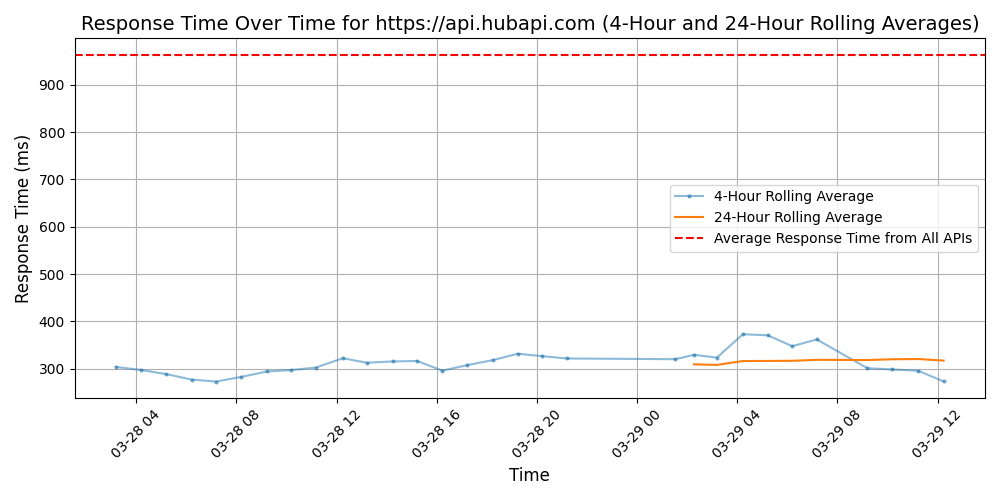 Response Time Over Time for https://api.hubapi.com (4-Hour and 24-Hour Rolling Averages)
Response Time (ms)
900
800
700
600
500
400
300
4-Hour Rolling Average
24-Hour Rolling Average
Average Response Time from All APIs
03-28 04
03-28 08
03-28 12
03-28 16
03-28 20
03-29 00
03-29 04
03-29 08
03-29 12
Time